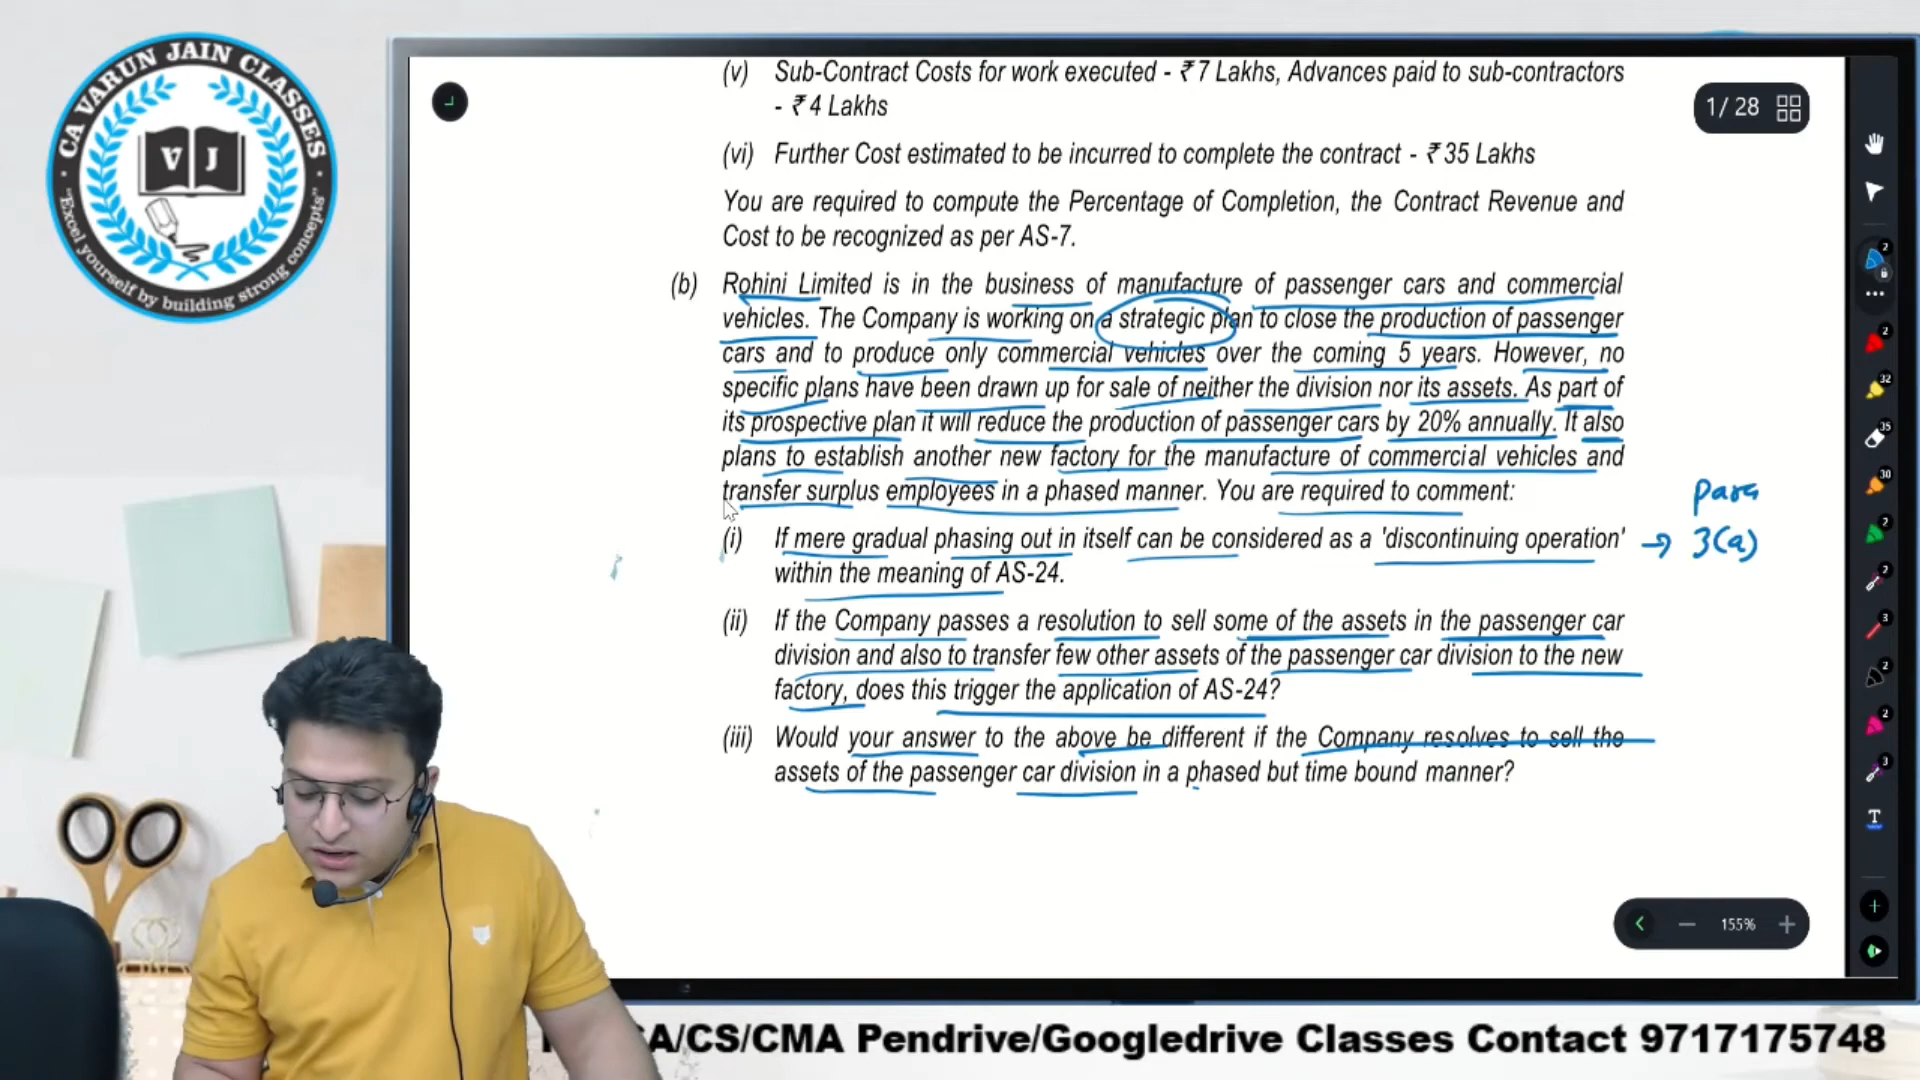 CA VARUN JAIN CLASSES
V J
"Excel yourself by building strong concepts"
(v) Sub-Contract Costs for work executed - ₹ 7 Lakhs, Advances paid to sub-contractors
- ₹ 4 Lakhs
1/ 28
(vi) Further Cost estimated to be incurred to complete the contract - ₹ 35 Lakhs
You are required to compute the Percentage of Completion, the Contract Revenue and
Cost to be recognized as per AS-7.
(b) Rohini Limited is in the business of manufacture of passenger cars and commercial
vehicles. The Company is working on a strategic plan to close the production of passenger
cars and to produce only commercial vehicles over the coming 5 years. However, no
specific plans have been drawn up for sale of neither the division nor its assets. As part of
its prospective plan it will reduce the production of passenger cars by 20% annually. It also
plans to establish another new factory for the manufacture of commercial vehicles and
transfer surplus employees in a phased manner. You are required to comment:
para
(i) If mere gradual phasing out in itself can be considered as a 'discontinuing operation'
→ 3(a)
within the meaning of AS-24.
(ii) If the Company passes a resolution to sell some of the assets in the passenger car
division and also to transfer few other assets of the passenger car division to the new
factory, does this trigger the application of AS-24?
(iii) Would your answer to the above be different if the Company resolves to sell the
assets of the passenger car division in a phased but time bound manner?
2
2
32
35
30
2
2
3
2
2
3
T
155%
A/CS/CMA Pendrive/Googledrive Classes Contact 9717175748